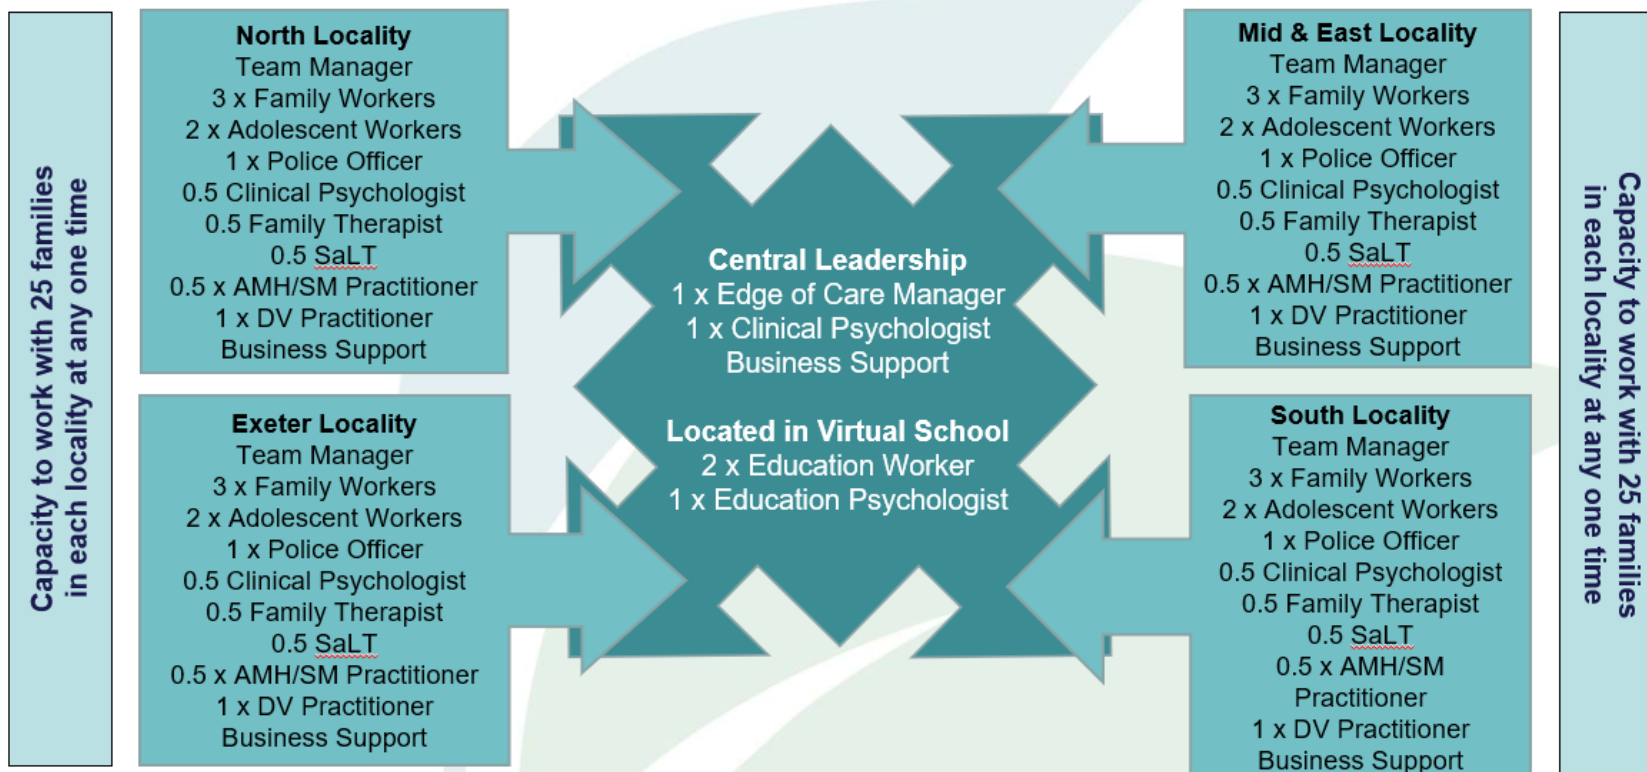 Capacity to work with 25 families
in each locality at any one time
North Locality
Team Manager
3 x Family Workers
2 x Adolescent Workers
1 x Police Officer
0.5 Clinical Psychologist
0.5 Family Therapist
0.5 SaLT
0.5 x AMH/SM Practitioner
1 x DV Practitioner
Business Support
Exeter Locality
Team Manager
3 x Family Workers
2 x Adolescent Workers
1 x Police Officer
0.5 Clinical Psychologist
0.5 Family Therapist
0.5 SaLT
0.5 x AMH/SM Practitioner
1 x DV Practitioner
Business Support
Central Leadership
1 x Edge of Care Manager
1 x Clinical Psychologist
Business Support
Located in Virtual School
2 x Education Worker
1 x Education Psychologist
Mid & East Locality
Team Manager
3 x Family Workers
2 x Adolescent Workers
1 x Police Officer
0.5 Clinical Psychologist
0.5 Family Therapist
0.5 SaLT
0.5 x AMH/SM Practitioner
1 x DV Practitioner
Business Support
South Locality
Team Manager
3 x Family Workers
2 x Adolescent Workers
1 x Police Officer
0.5 Clinical Psychologist
0.5 Family Therapist
0.5 SaLT
0.5 x AMH/SM
Practitioner
1 x DV Practitioner
Business Support
Capacity to work with 25 families
in each locality at any one time